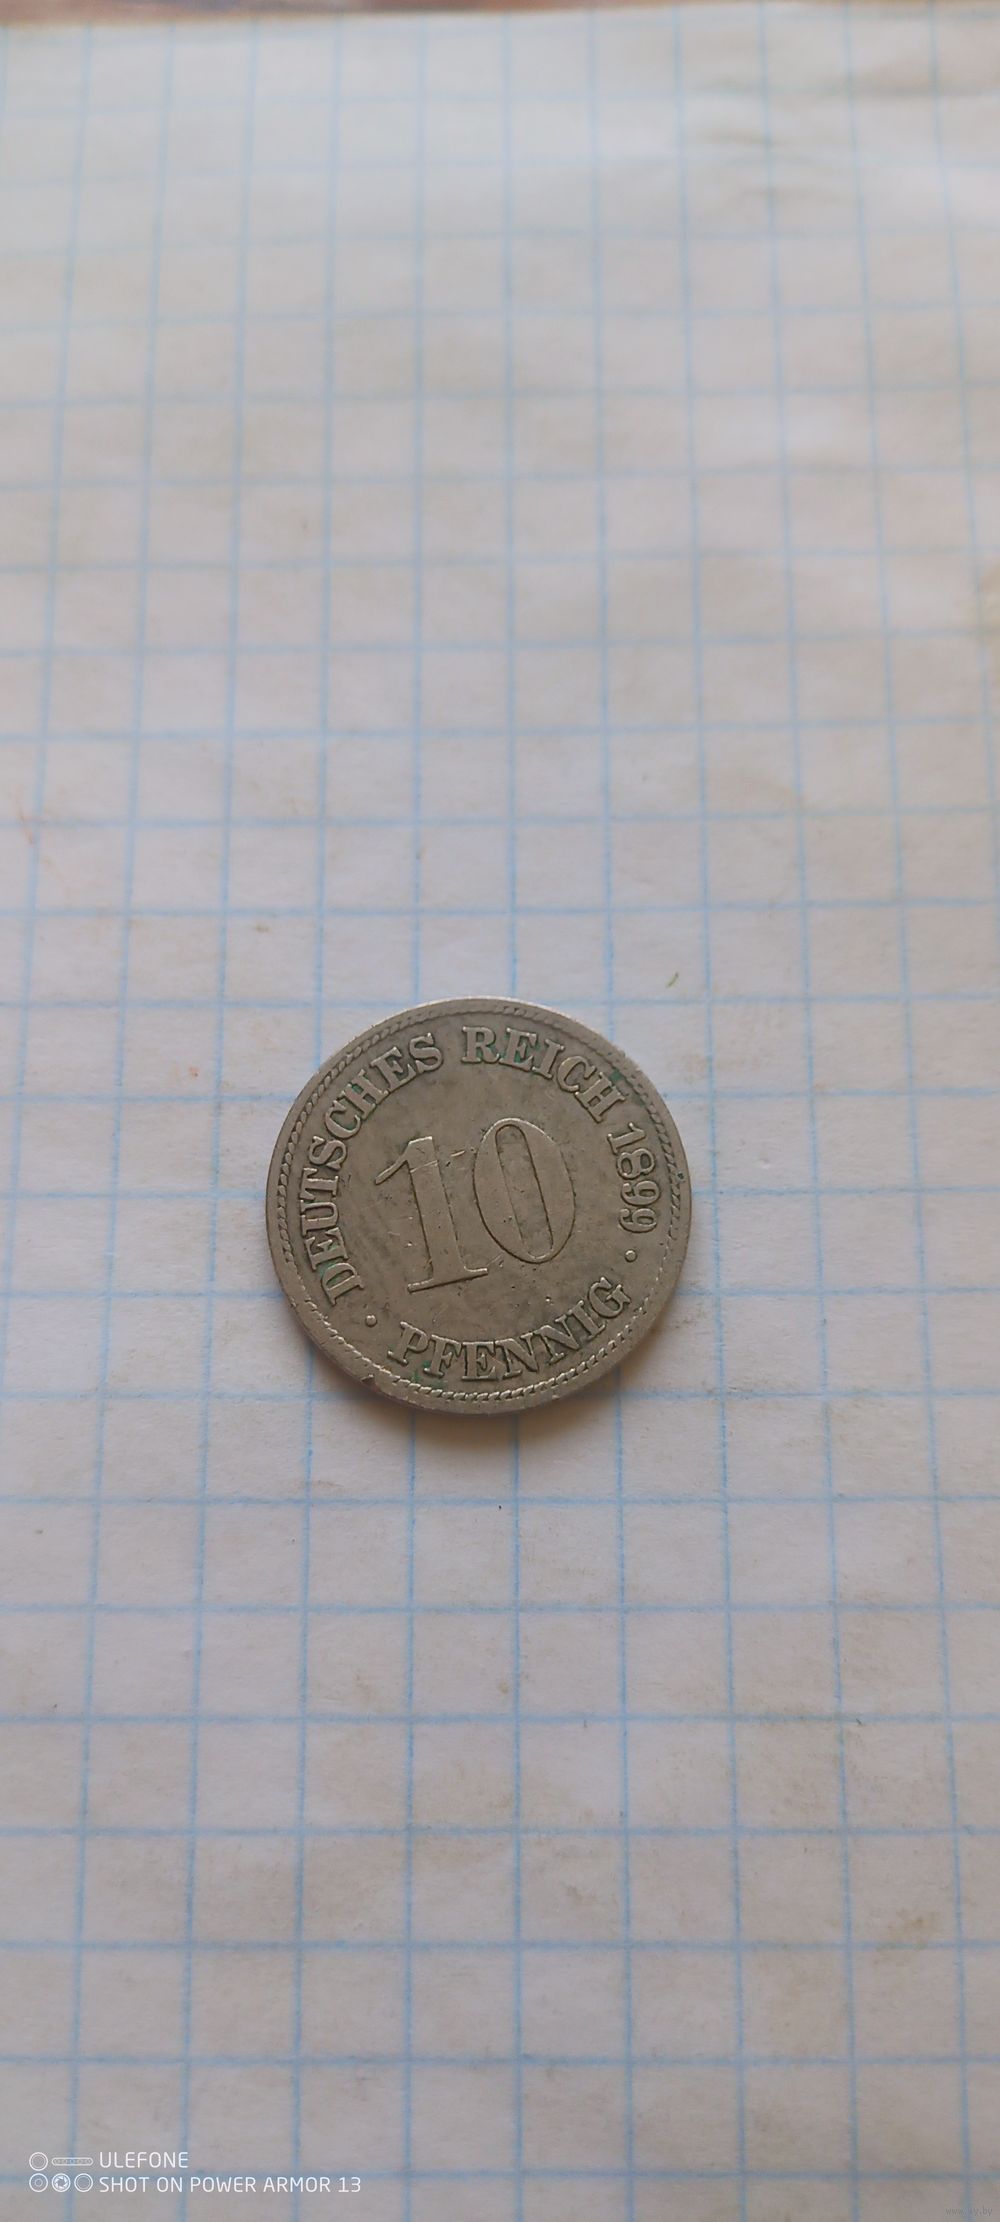 DEUTSCHES REICH 1899
10
PFENNIG
ULEFONE
SHOT ON POWER ARMOR 13